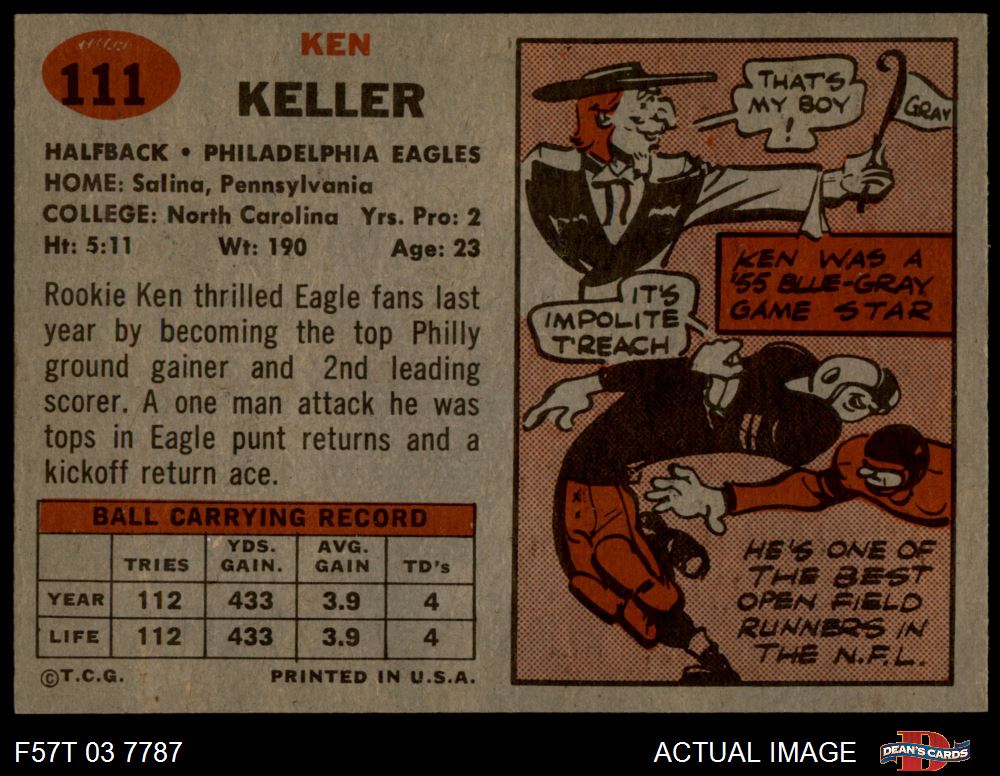 111
KEN
KELLER
HALFBACK • PHILADELPHIA EAGLES
HOME: Salina, Pennsylvania
COLLEGE: North Carolina Yrs. Pro: 2
Ht: 5:11 Wt: 190 Age: 23
Rookie Ken thrilled Eagle fans last
year by becoming the top Philly
ground gainer and 2nd leading
scorer. A one man attack he was
tops in Eagle punt returns and a
kickoff return ace.
BALL CARRYING RECORD
TRIES YDS. GAIN. AVG. GAIN TD's
YEAR 112 433 3.9 4
LIFE 112 433 3.9 4
©T.C.G. PRINTED IN U.S.A.
THAT'S
MY BOY
!
GRAY
KEN WAS A
'55 BLUE-GRAY
GAME STAR
IT'S
IMPOLITE
T'REACH
HE'S ONE OF
THE BEST
OPEN FIELD
RUNNERS IN
THE N.F.L.
F57T 03 7787
ACTUAL IMAGE
DEAN'S CARDS